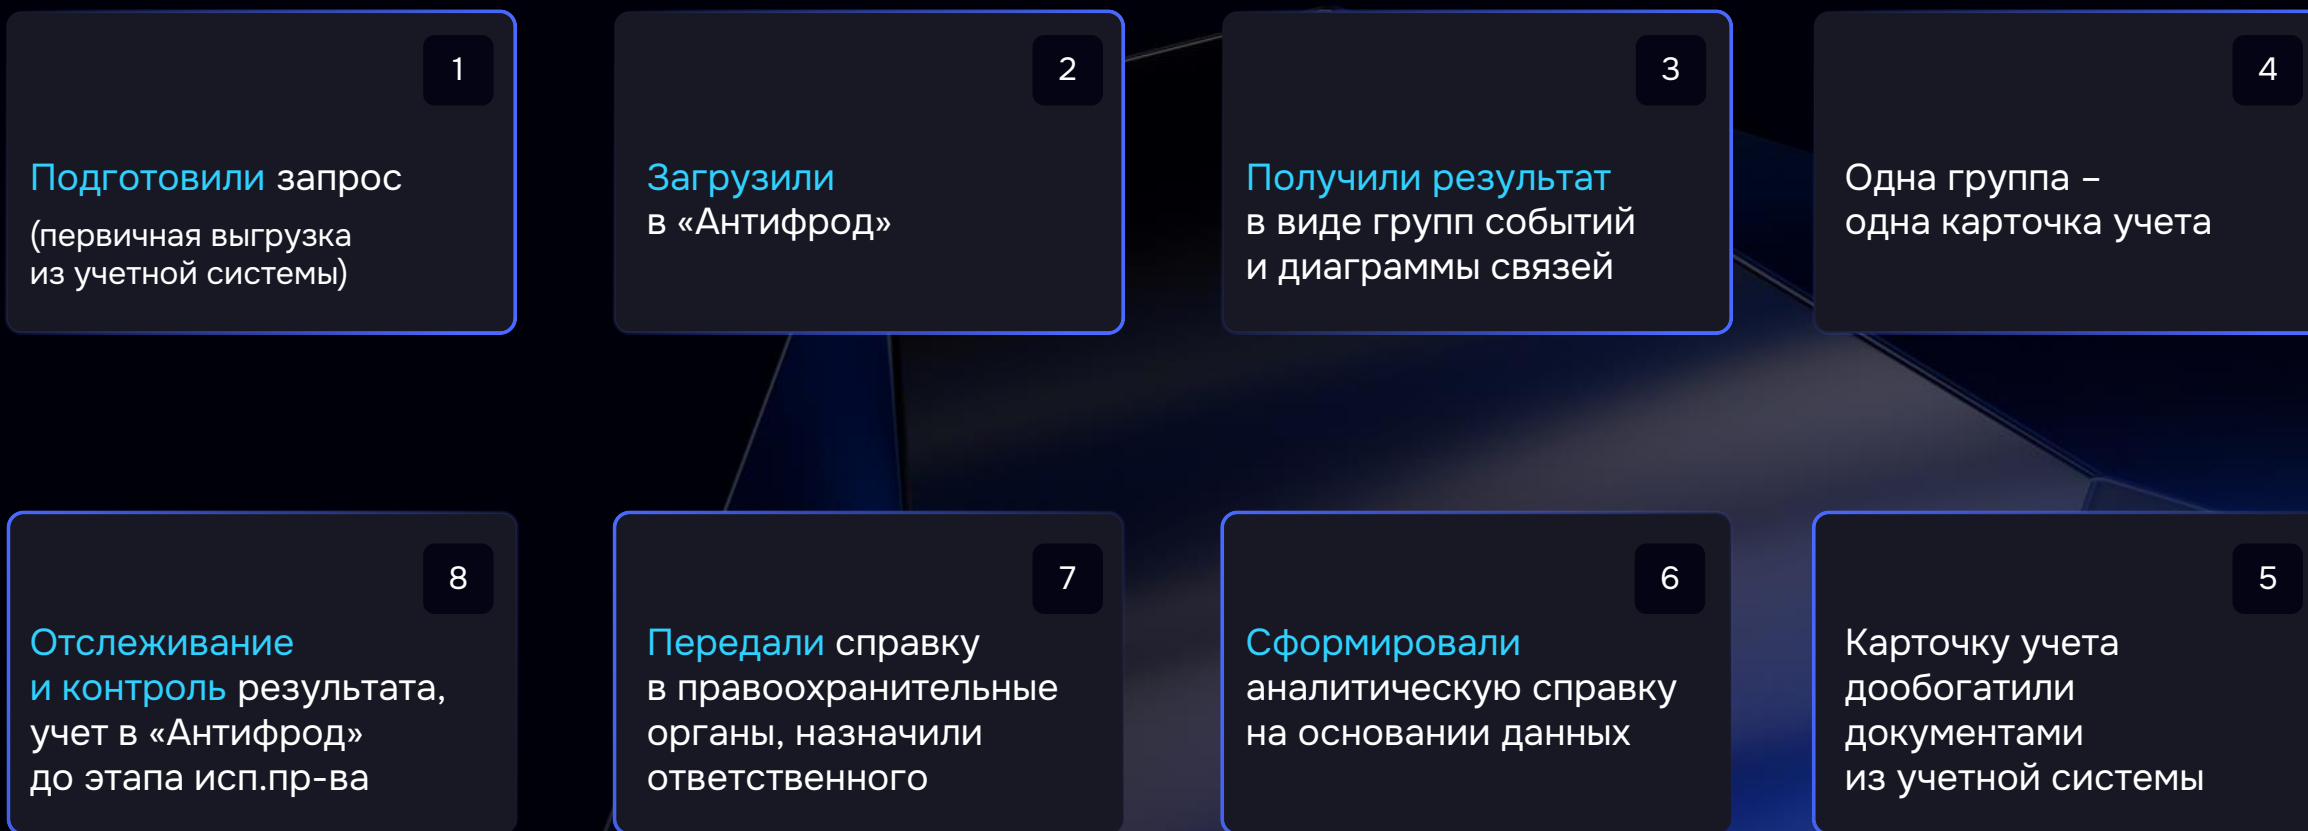 1
Подготовили запрос
(первичная выгрузка
из учетной системы)
2
Загрузили
в «Антифрод»
3
Получили результат
в виде групп событий
и диаграммы связей
4
Одна группа –
одна карточка учета
8
Отслеживание
и контроль результата,
учет в «Антифрод»
до этапа исп.пр-ва
7
Передали справку
в правоохранительные
органы, назначили
ответственного
6
Сформировали
аналитическую справку
на основании данных
5
Карточку учета
дообогатили
документами
из учетной системы